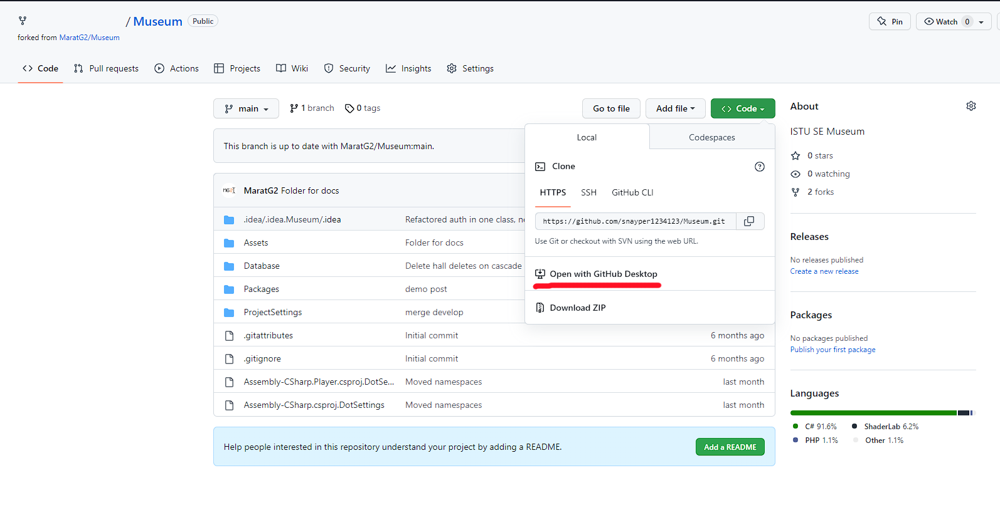 / Museum Public
Pin
Watch 0
forked from MaratG2/Museum
Code Pull requests Actions Projects Wiki Security Insights Settings
main 1 branch 0 tags Go to file Add file Code
This branch is up to date with MaratG2/Museum:main.
Local Codespaces
Clone
HTTPS SSH GitHub CLI
https://github.com/snayper1234123/Museum.git
Use Git or checkout with SVN using the web URL.
Open with GitHub Desktop
Download ZIP
MaratG2 Folder for docs
.idea/.idea.Museum/.idea Refactored auth in one class,
Assets Folder for docs
Database Delete hall deletes on cascade
Packages demo post
ProjectSettings merge develop
.gitattributes Initial commit 6 months ago
.gitignore Initial commit 6 months ago
Assembly-CSharp.Player.csproj.DotSe... Moved namespaces last month
Assembly-CSharp.csproj.DotSettings Moved namespaces last month
Help people interested in this repository understand your project by adding a README. Add a README
About
ISTU SE Museum
0 stars
0 watching
2 forks
Releases
No releases published
Create a new release
Packages
No packages published
Publish your first package
Languages
C# 91.6% ShaderLab 6.2%
PHP 1.1% Other 1.1%